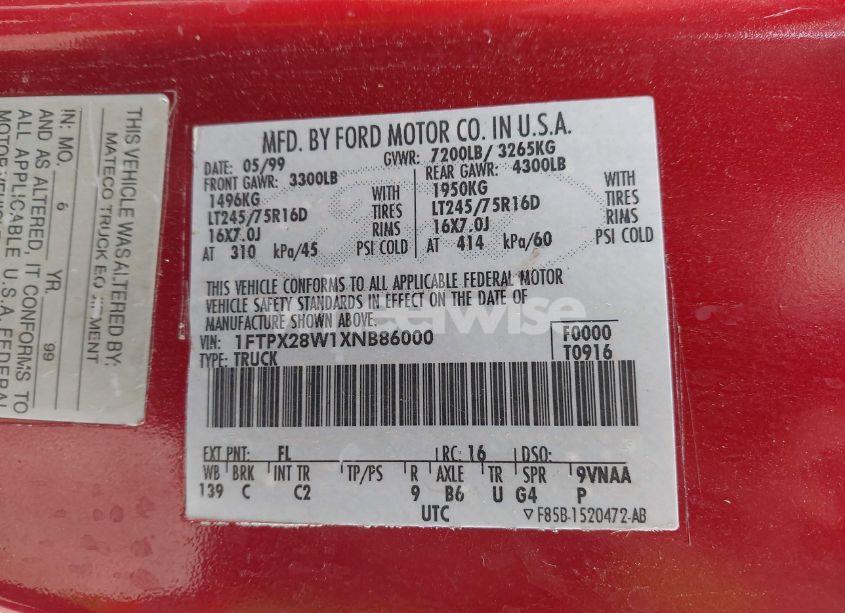 THIS VEHICLE WAS ALTERED BY:
MATECO TRUCK EQUIPMENT
IN: MO. 6 YR. 99
AND AS ALTERED, IT CONFORMS TO
ALL APPLICABLE U.S.A. FEDERAL
MOTOR
MFD. BY FORD MOTOR CO. IN U.S.A.
DATE: 05/99 GVWR: 7200LB/ 3265KG
FRONT GAWR: 3300LB REAR GAWR: 4300LB
1496KG WITH 1950KG WITH
LT245/75R16D TIRES LT245/75R16D TIRES
16X7.0J RIMS 16X7.0J RIMS
AT 310 kPa/45 PSI COLD AT 414 kPa/60 PSI COLD
THIS VEHICLE CONFORMS TO ALL APPLICABLE FEDERAL MOTOR
VEHICLE SAFETY STANDARDS IN EFFECT ON THE DATE OF
MANUFACTURE SHOWN ABOVE.
VIN: 1FTPX28W1XNB86000 F0000
TYPE: TRUCK T0916
EXT PNT: FL RC: 16 DSO:
WB BRK INT TR TP/PS R AXLE TR SPR 9VNAA
139 C C2 9 B6 U G4 P
UTC ▽F85B-1520472-AB